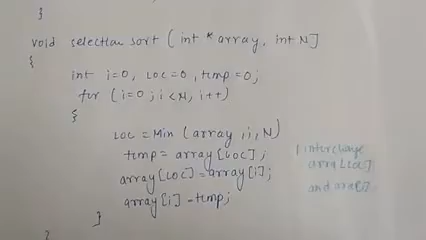 }
void selection sort ( int * array, int N]
{
int i=0, LOC=0, temp=0;
for (i=0 ; i<N, i++)
{
LOC = Min (array ,i, N)
temp = array [LOC] ;
array [LOC] = array [i];
array [i] = temp;
| interchange
array [LOC]
and array[]
}